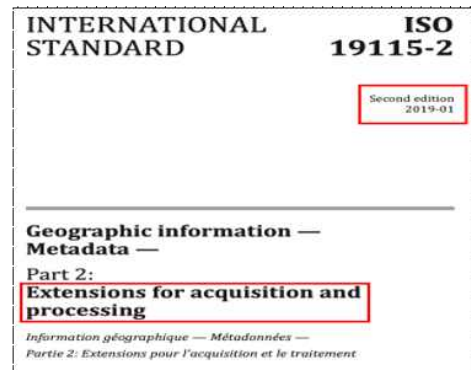 INTERNATIONAL STANDARD
ISO 19115-2
Second edition
2019-01
Geographic information —
Metadata —
Part 2:
Extensions for acquisition and
processing
Information géographique — Métadonnées —
Partie 2: Extensions pour l'acquisition et le traitement